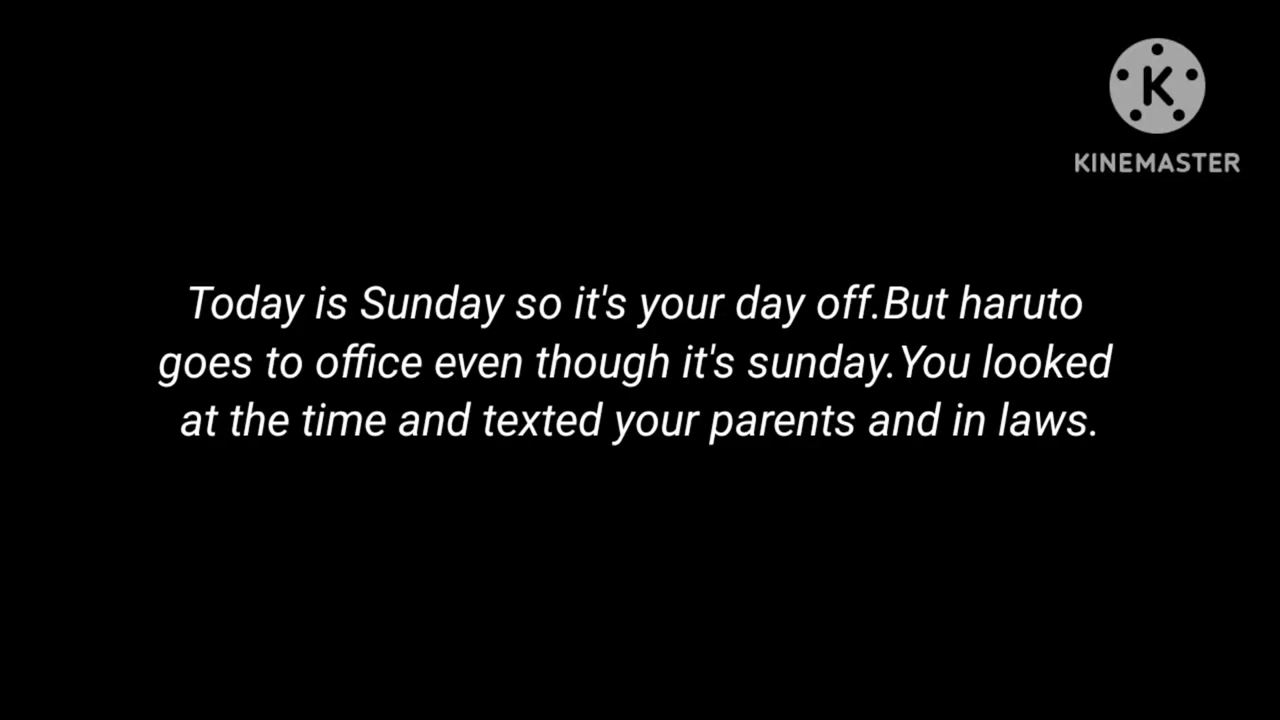 K
KINEMASTER
Today is Sunday so it's your day off.But haruto
goes to office even though it's sunday.You looked
at the time and texted your parents and in laws.